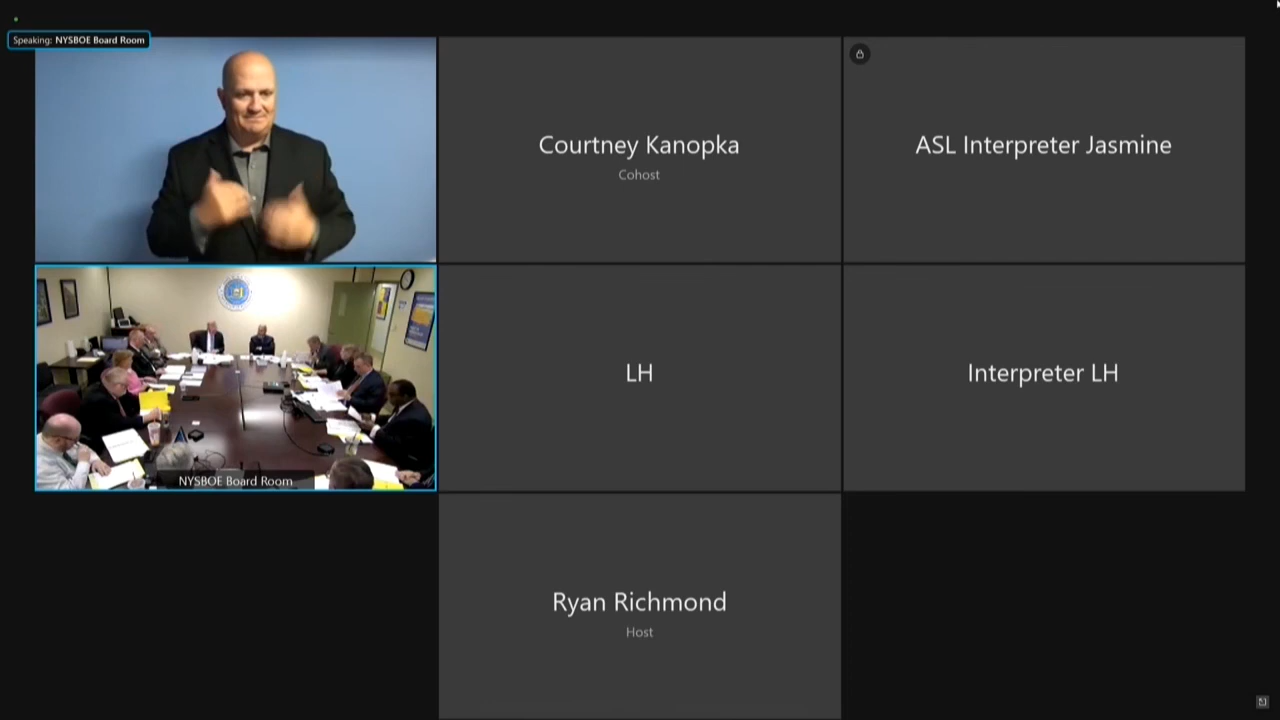 Speaking: NYSBOE Board Room
Courtney Kanopka
Cohost
ASL Interpreter Jasmine
NYSBOE Board Room
LH
Interpreter LH
Ryan Richmond
Host